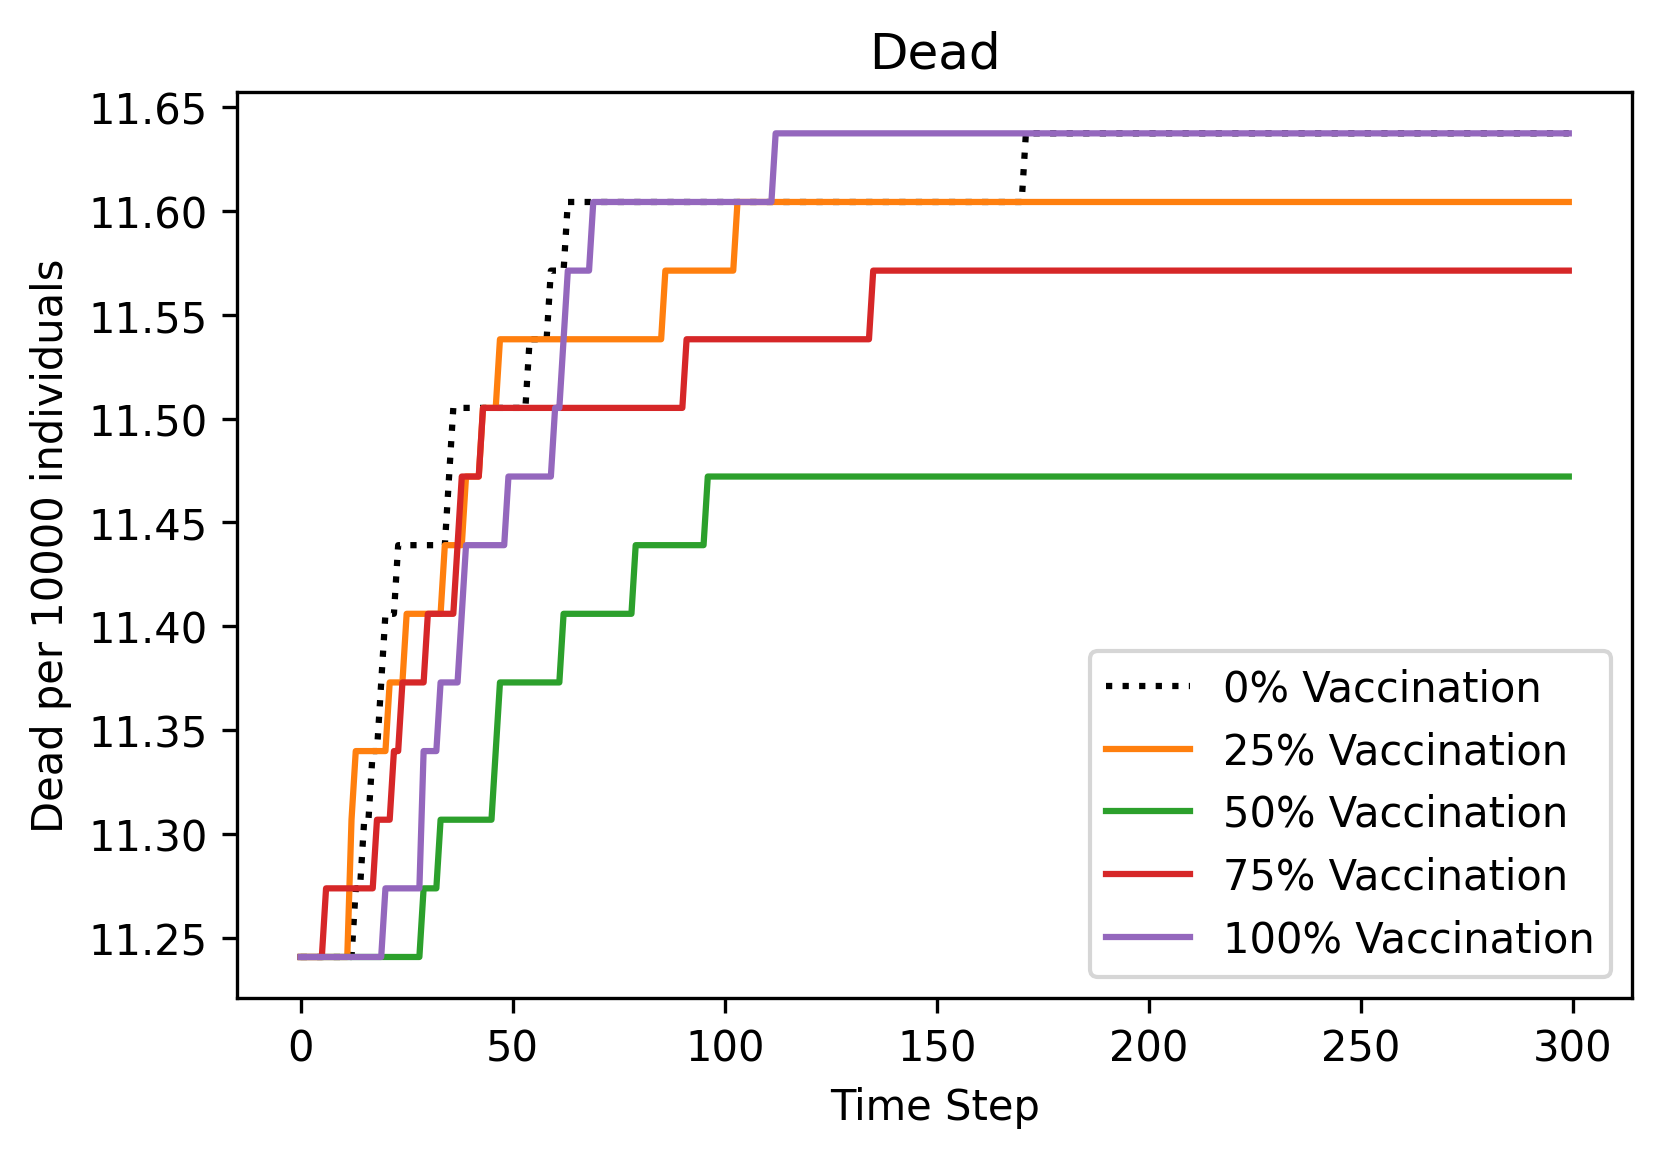 Dead
11.65
11.60
11.55
11.50
11.45
11.40
11.35
11.30
11.25
Dead per 10000 individuals
0% Vaccination
25% Vaccination
50% Vaccination
75% Vaccination
100% Vaccination
0 50 100 150 200 250 300
Time Step